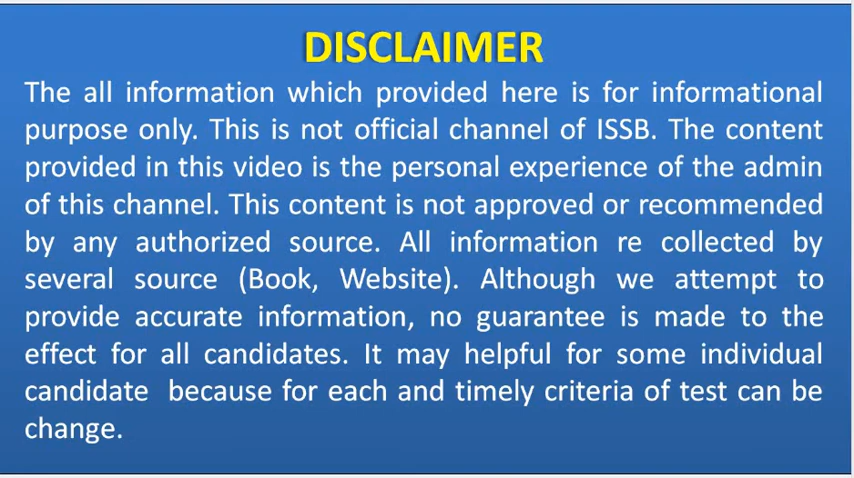 DISCLAIMER
The all information which provided here is for informational
purpose only. This is not official channel of ISSB. The content
provided in this video is the personal experience of the admin
of this channel. This content is not approved or recommended
by any authorized source. All information re collected by
several source (Book, Website). Although we attempt to
provide accurate information, no guarantee is made to the
effect for all candidates. It may helpful for some individual
candidate because for each and timely criteria of test can be
change.